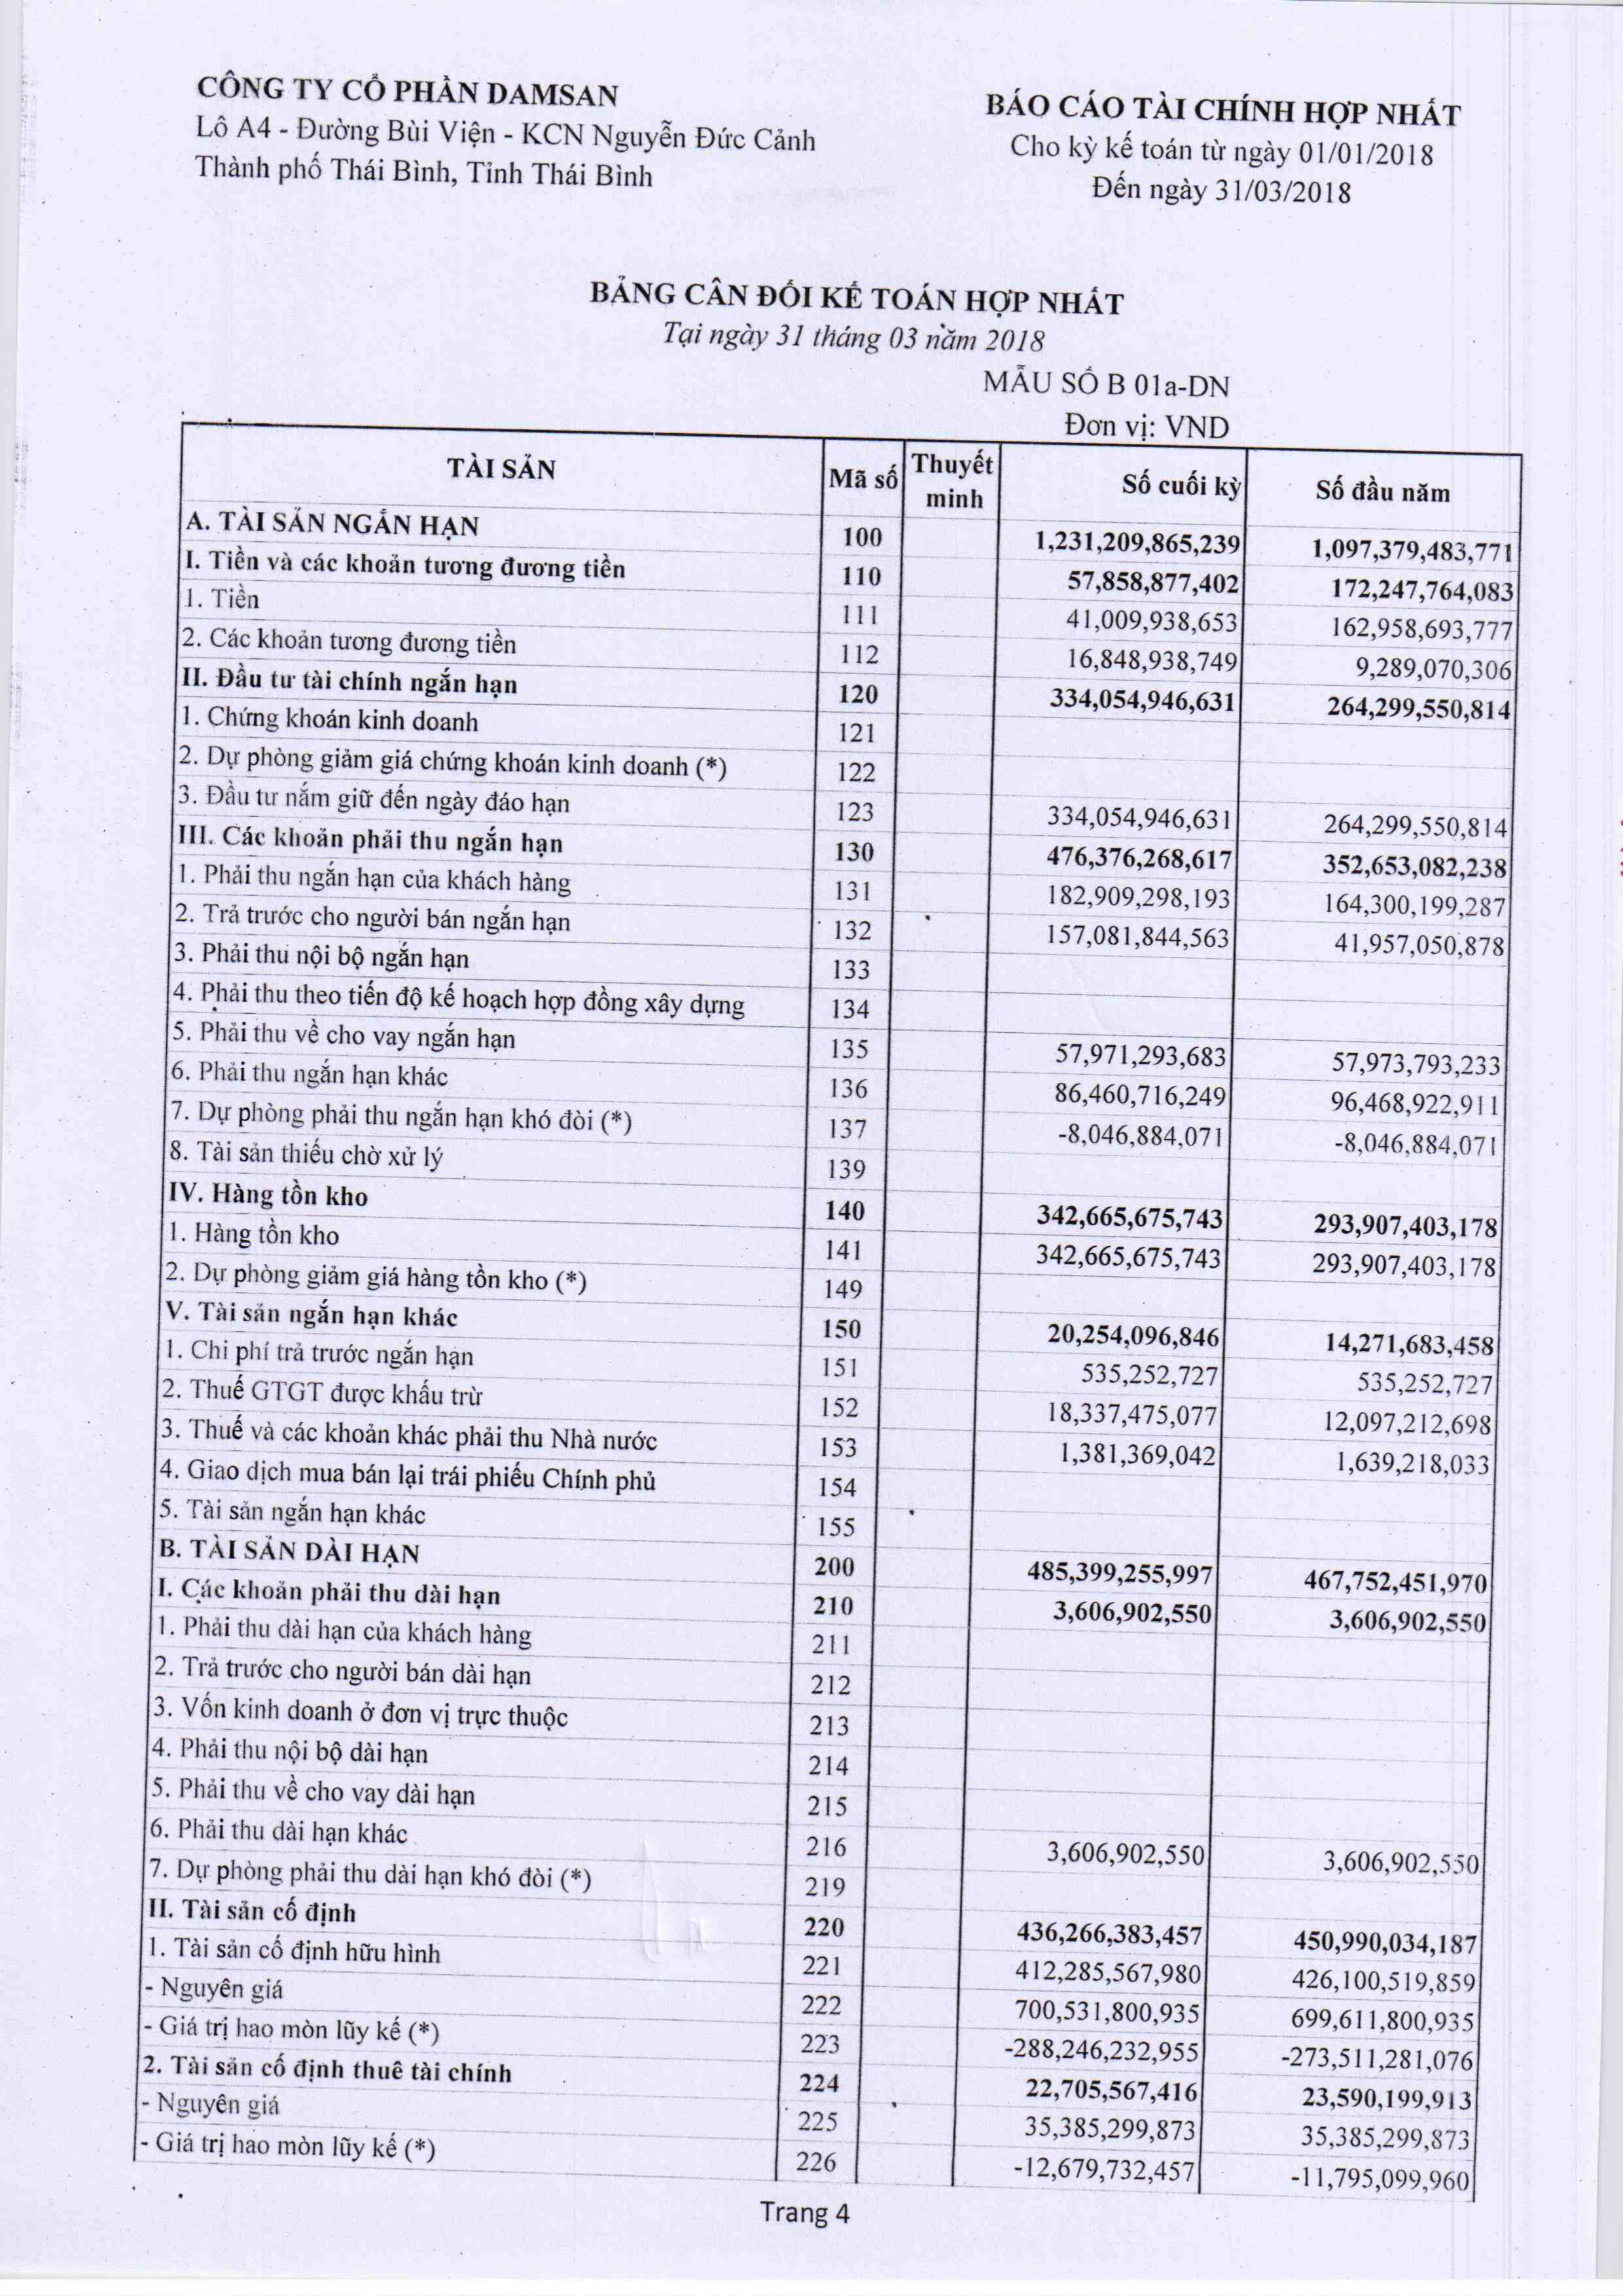 CÔNG TY CỔ PHẦN DAMSAN
Lô A4 - Đường Bùi Viện - KCN Nguyễn Đức Cảnh
Thành phố Thái Bình, Tỉnh Thái Bình
BÁO CÁO TÀI CHÍNH HỢP NHẤT
Cho kỳ kế toán từ ngày 01/01/2018
Đến ngày 31/03/2018
BẢNG CÂN ĐỐI KẾ TOÁN HỢP NHẤT
Tại ngày 31 tháng 03 năm 2018
MẪU SỐ B 01a-DN
Đơn vị: VND
TÀI SẢN Mã số Thuyết minh Số cuối kỳ Số đầu năm
A. TÀI SẢN NGẮN HẠN 100 1,231,209,865,239 1,097,379,483,771
I. Tiền và các khoản tương đương tiền 110 57,858,877,402 172,247,764,083
1. Tiền 111 41,009,938,653 162,958,693,777
2. Các khoản tương đương tiền 112 16,848,938,749 9,289,070,306
II. Đầu tư tài chính ngắn hạn 120 334,054,946,631 264,299,550,814
1. Chứng khoán kinh doanh 121
2. Dự phòng giảm giá chứng khoán kinh doanh (*) 122
3. Đầu tư nắm giữ đến ngày đáo hạn 123 334,054,946,631 264,299,550,814
III. Các khoản phải thu ngắn hạn 130 476,376,268,617 352,653,082,238
1. Phải thu ngắn hạn của khách hàng 131 182,909,298,193 164,300,199,287
2. Trả trước cho người bán ngắn hạn 132 157,081,844,563 41,957,050,878
3. Phải thu nội bộ ngắn hạn 133
4. Phải thu theo tiến độ kế hoạch hợp đồng xây dựng 134
5. Phải thu về cho vay ngắn hạn 135 57,971,293,683 57,973,793,233
6. Phải thu ngắn hạn khác 136 86,460,716,249 96,468,922,911
7. Dự phòng phải thu ngắn hạn khó đòi (*) 137 -8,046,884,071 -8,046,884,071
8. Tài sản thiếu chờ xử lý 139
IV. Hàng tồn kho 140 342,665,675,743 293,907,403,178
1. Hàng tồn kho 141 342,665,675,743 293,907,403,178
2. Dự phòng giảm giá hàng tồn kho (*) 149
V. Tài sản ngắn hạn khác 150 20,254,096,846 14,271,683,458
1. Chi phí trả trước ngắn hạn 151 535,252,727 535,252,727
2. Thuế GTGT được khấu trừ 152 18,337,475,077 12,097,212,698
3. Thuế và các khoản khác phải thu Nhà nước 153 1,381,369,042 1,639,218,033
4. Giao dịch mua bán lại trái phiếu Chính phủ 154
5. Tài sản ngắn hạn khác 155
B. TÀI SẢN DÀI HẠN 200 485,399,255,997 467,752,451,970
I. Các khoản phải thu dài hạn 210 3,606,902,550 3,606,902,550
1. Phải thu dài hạn của khách hàng 211
2. Trả trước cho người bán dài hạn 212
3. Vốn kinh doanh ở đơn vị trực thuộc 213
4. Phải thu nội bộ dài hạn 214
5. Phải thu về cho vay dài hạn 215
6. Phải thu dài hạn khác 216 3,606,902,550 3,606,902,550
7. Dự phòng phải thu dài hạn khó đòi (*) 219
II. Tài sản cố định 220 436,266,383,457 450,990,034,187
1. Tài sản cố định hữu hình 221 412,285,567,980 426,100,519,859
- Nguyên giá 222 700,531,800,935 699,611,800,935
- Giá trị hao mòn lũy kế (*) 223 -288,246,232,955 -273,511,281,076
2. Tài sản cố định thuê tài chính 224 22,705,567,416 23,590,199,913
- Nguyên giá 225 35,385,299,873 35,385,299,873
- Giá trị hao mòn lũy kế (*) 226 -12,679,732,457 -11,795,099,960
Trang 4